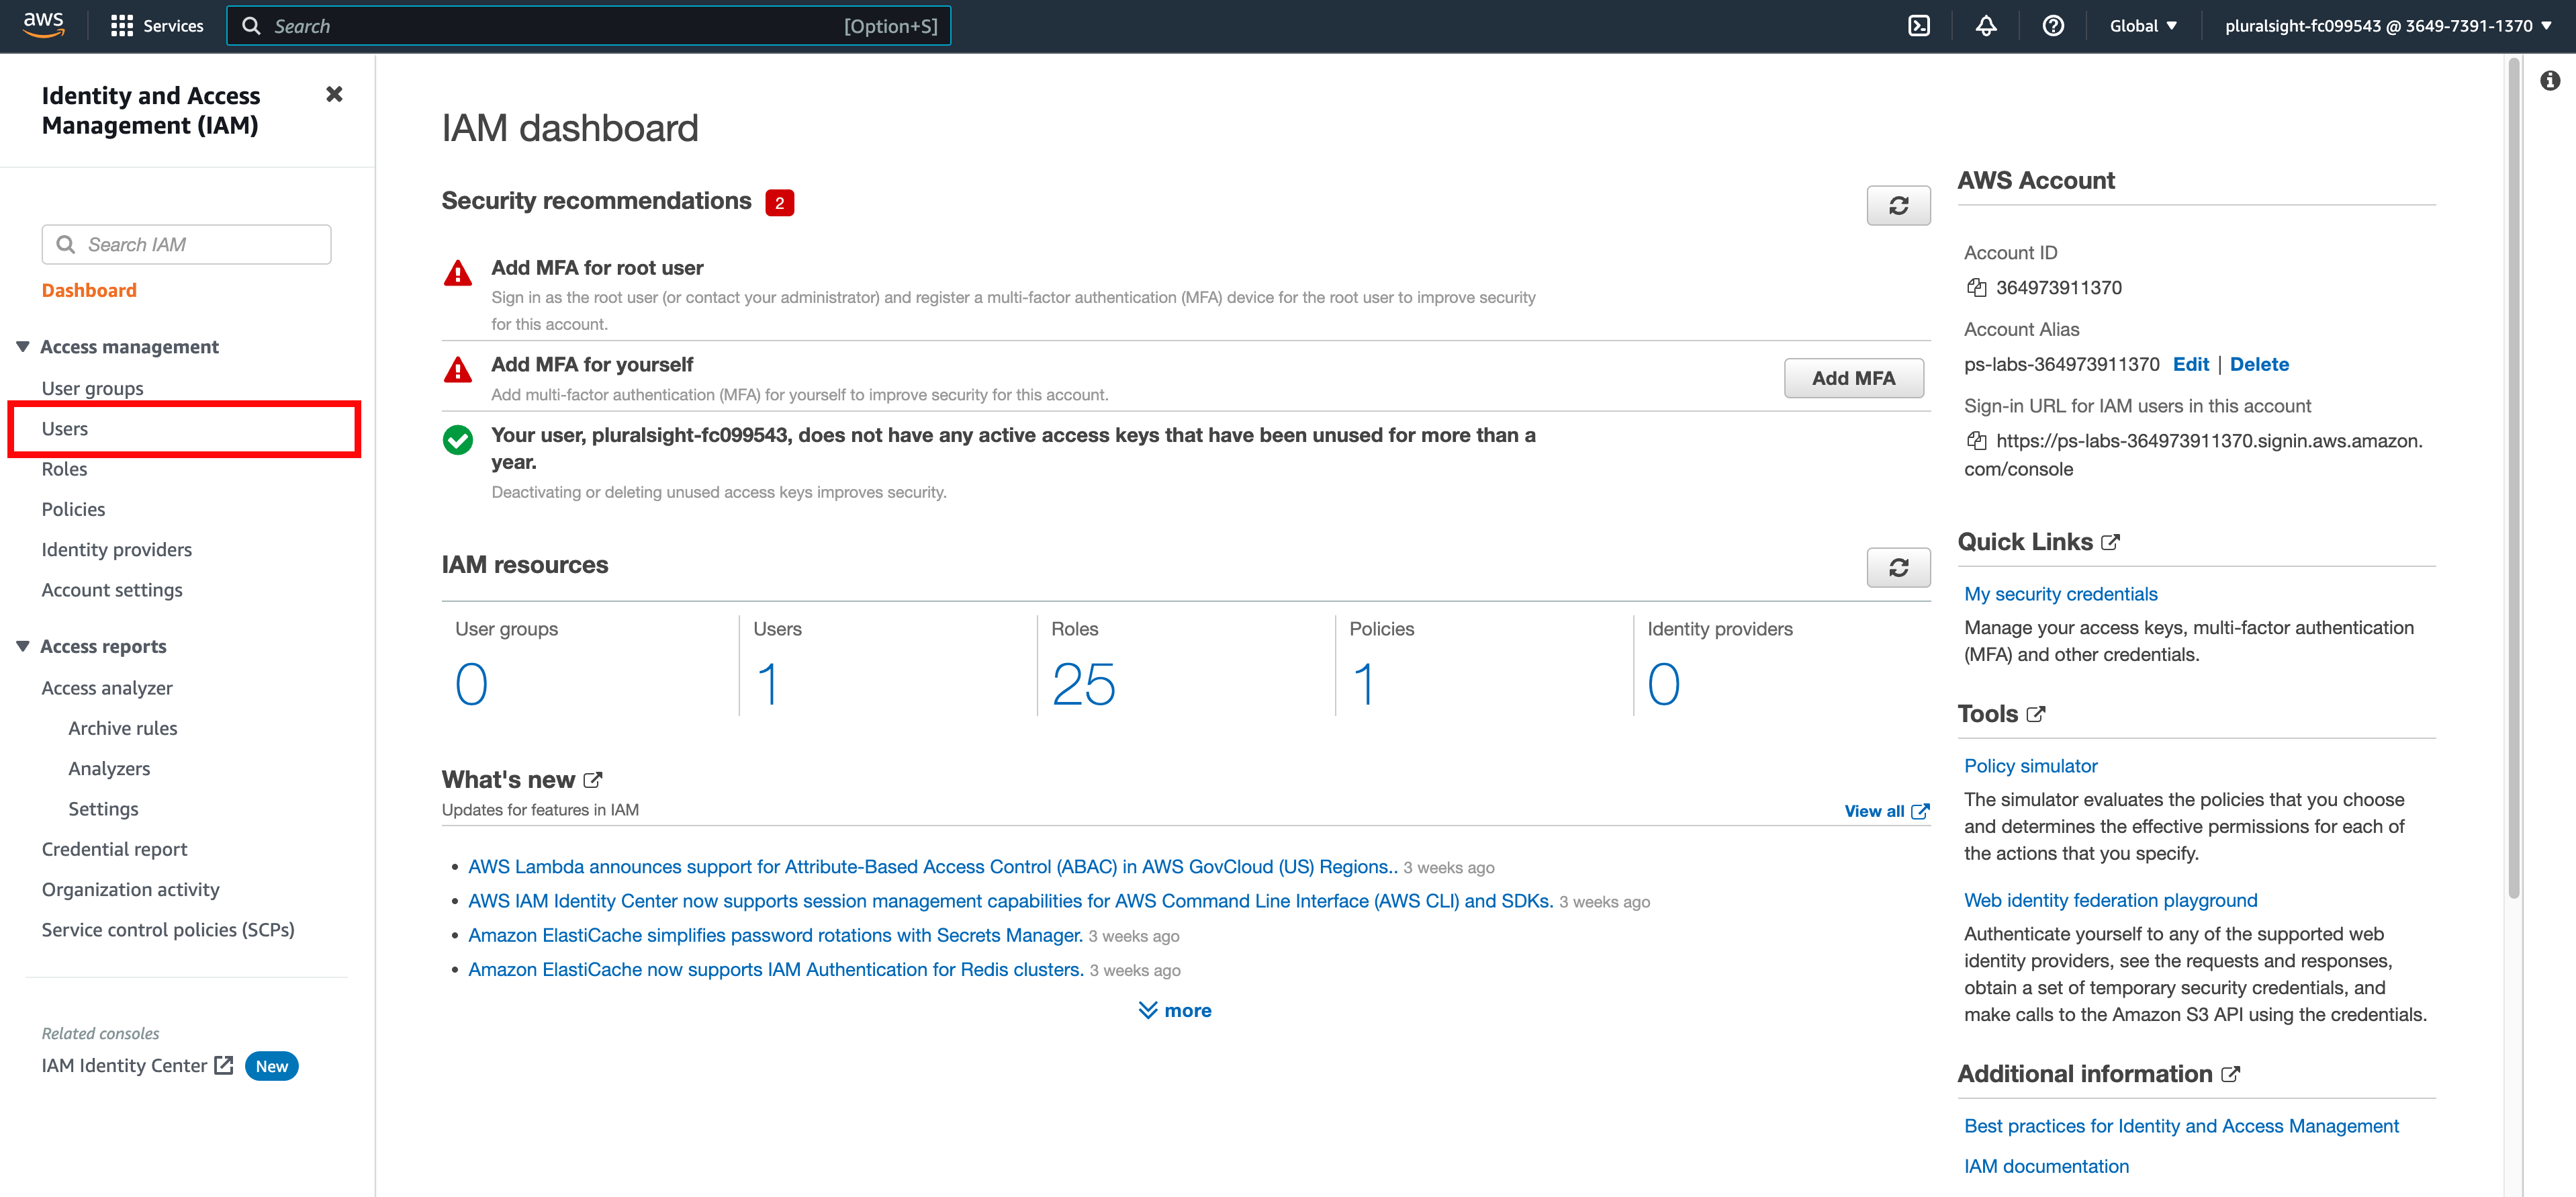 aws
Services
Search
[Option+S]
Global ▼
pluralsight-fc099543 @ 3649-7391-1370 ▼
Identity and Access
Management (IAM)
Search IAM
Dashboard
Access management
User groups
Users
Roles
Policies
Identity providers
Account settings
Access reports
Access analyzer
Archive rules
Analyzers
Settings
Credential report
Organization activity
Service control policies (SCPs)
Related consoles
IAM Identity Center New
IAM dashboard
Security recommendations 2
Add MFA for root user
Sign in as the root user (or contact your administrator) and register a multi-factor authentication (MFA) device for the root user to improve security
for this account.
Add MFA for yourself
Add multi-factor authentication (MFA) for yourself to improve security for this account.
Add MFA
Your user, pluralsight-fc099543, does not have any active access keys that have been unused for more than a
year.
Deactivating or deleting unused access keys improves security.
IAM resources
User groups
0
Users
1
Roles
25
Policies
1
Identity providers
0
What's new
Updates for features in IAM
View all
• AWS Lambda announces support for Attribute-Based Access Control (ABAC) in AWS GovCloud (US) Regions.. 3 weeks ago
• AWS IAM Identity Center now supports session management capabilities for AWS Command Line Interface (AWS CLI) and SDKs. 3 weeks ago
• Amazon ElastiCache simplifies password rotations with Secrets Manager. 3 weeks ago
• Amazon ElastiCache now supports IAM Authentication for Redis clusters. 3 weeks ago
more
AWS Account
Account ID
364973911370
Account Alias
ps-labs-364973911370 Edit | Delete
Sign-in URL for IAM users in this account
https://ps-labs-364973911370.signin.aws.amazon.
com/console
Quick Links
My security credentials
Manage your access keys, multi-factor authentication
(MFA) and other credentials.
Tools
Policy simulator
The simulator evaluates the policies that you choose
and determines the effective permissions for each of
the actions that you specify.
Web identity federation playground
Authenticate yourself to any of the supported web
identity providers, see the requests and responses,
obtain a set of temporary security credentials, and
make calls to the Amazon S3 API using the credentials.
Additional information
Best practices for Identity and Access Management
IAM documentation